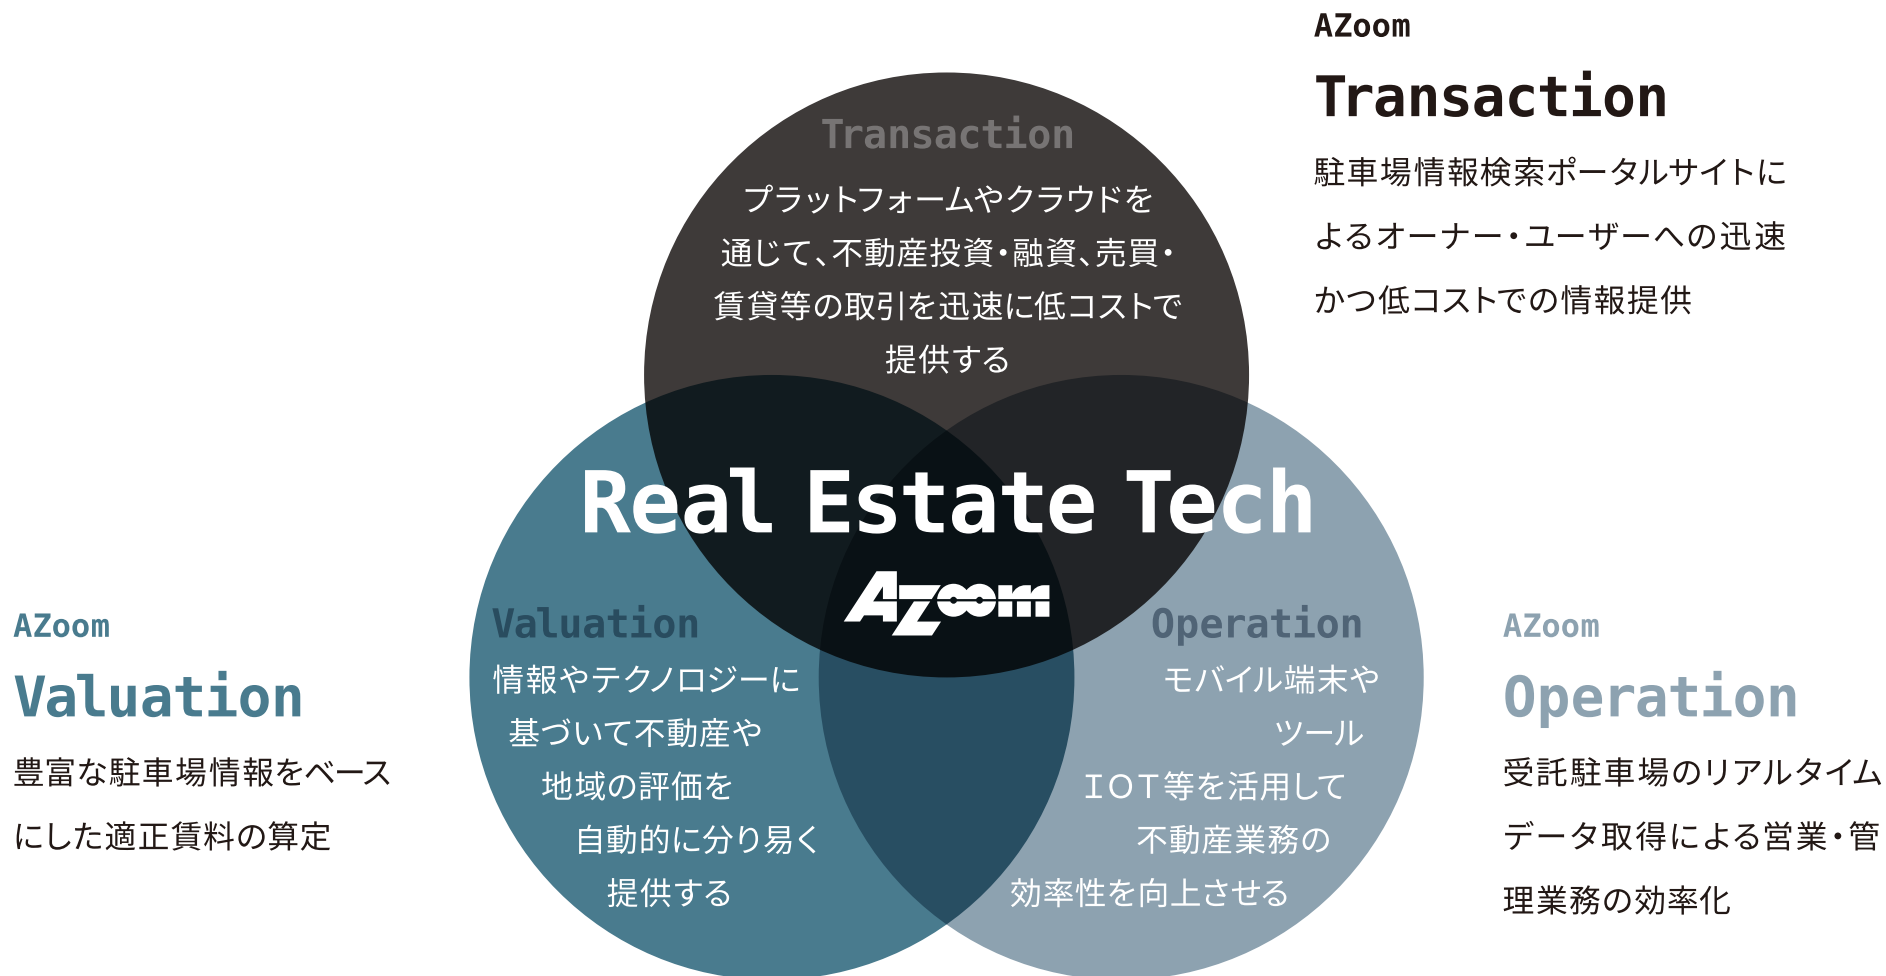 AZoom
Transaction
駐車場情報検索ポータルサイトに
よるオーナー・ユーザーへの迅速
かつ低コストでの情報提供
Transaction
プラットフォームやクラウドを
通じて、不動産投資・融資、売買・
賃貸等の取引を迅速に低コストで
提供する
Real Estate Tech
AZoom
Valuation
情報やテクノロジーに
基づいて不動産や
地域の評価を
自動的に分り易く
提供する
Operation
モバイル端末や
ツール
ＩＯＴ等を活用して
不動産業務の
効率性を向上させる
AZoom
Valuation
豊富な駐車場情報をベース
にした適正賃料の算定
AZoom
Operation
受託駐車場のリアルタイム
データ取得による営業・管
理業務の効率化